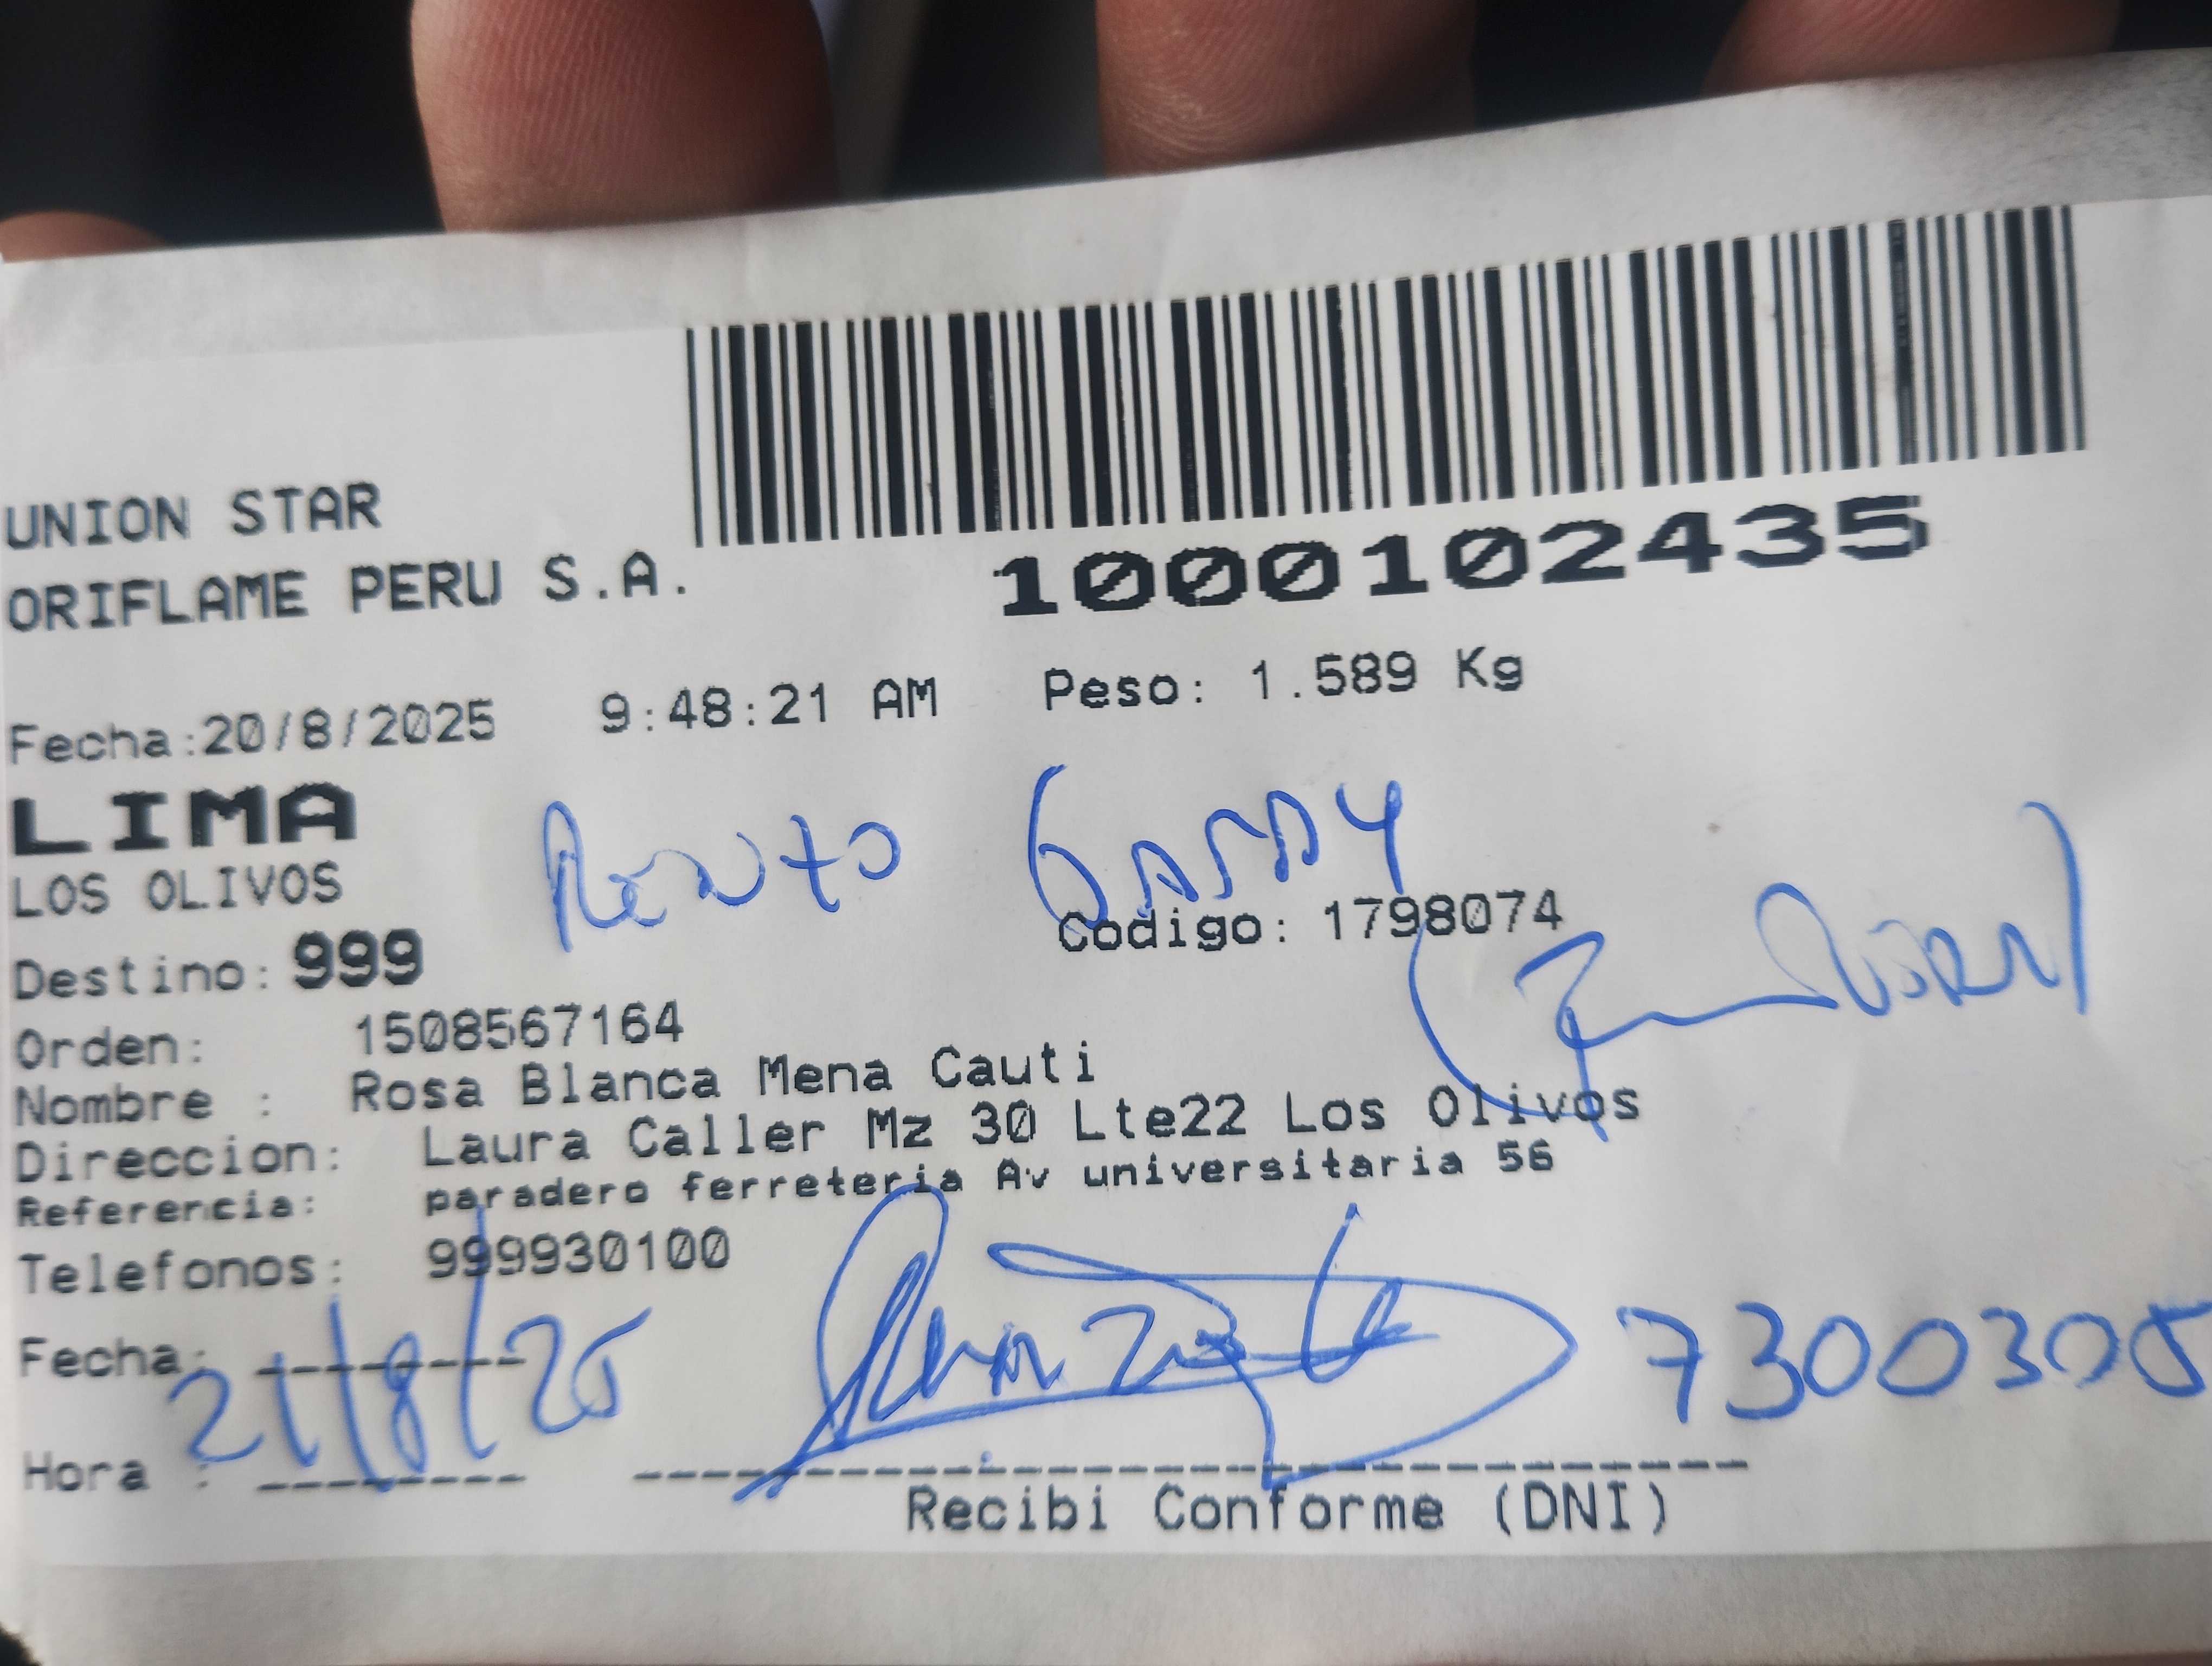 UNION STAR
ORIFLAME PERU S.A.
1000102435
Fecha:20/8/2025 9:48:21 AM Peso: 1.589 Kg
LIMA
Renzo Garay
LOS OLIVOS
Codigo: 1798074
Destino: 999
Orden: 1508567164
Nombre : Rosa Blanca Mena Cauti
Direccion: Laura Caller Mz 30 Lte22 Los Olivos
Referencia: paradero ferreteria Av universitaria 56
Telefonos: 999930100
Fecha: 21/8/25
7300305
Hora :
Recibi Conforme (DNI)